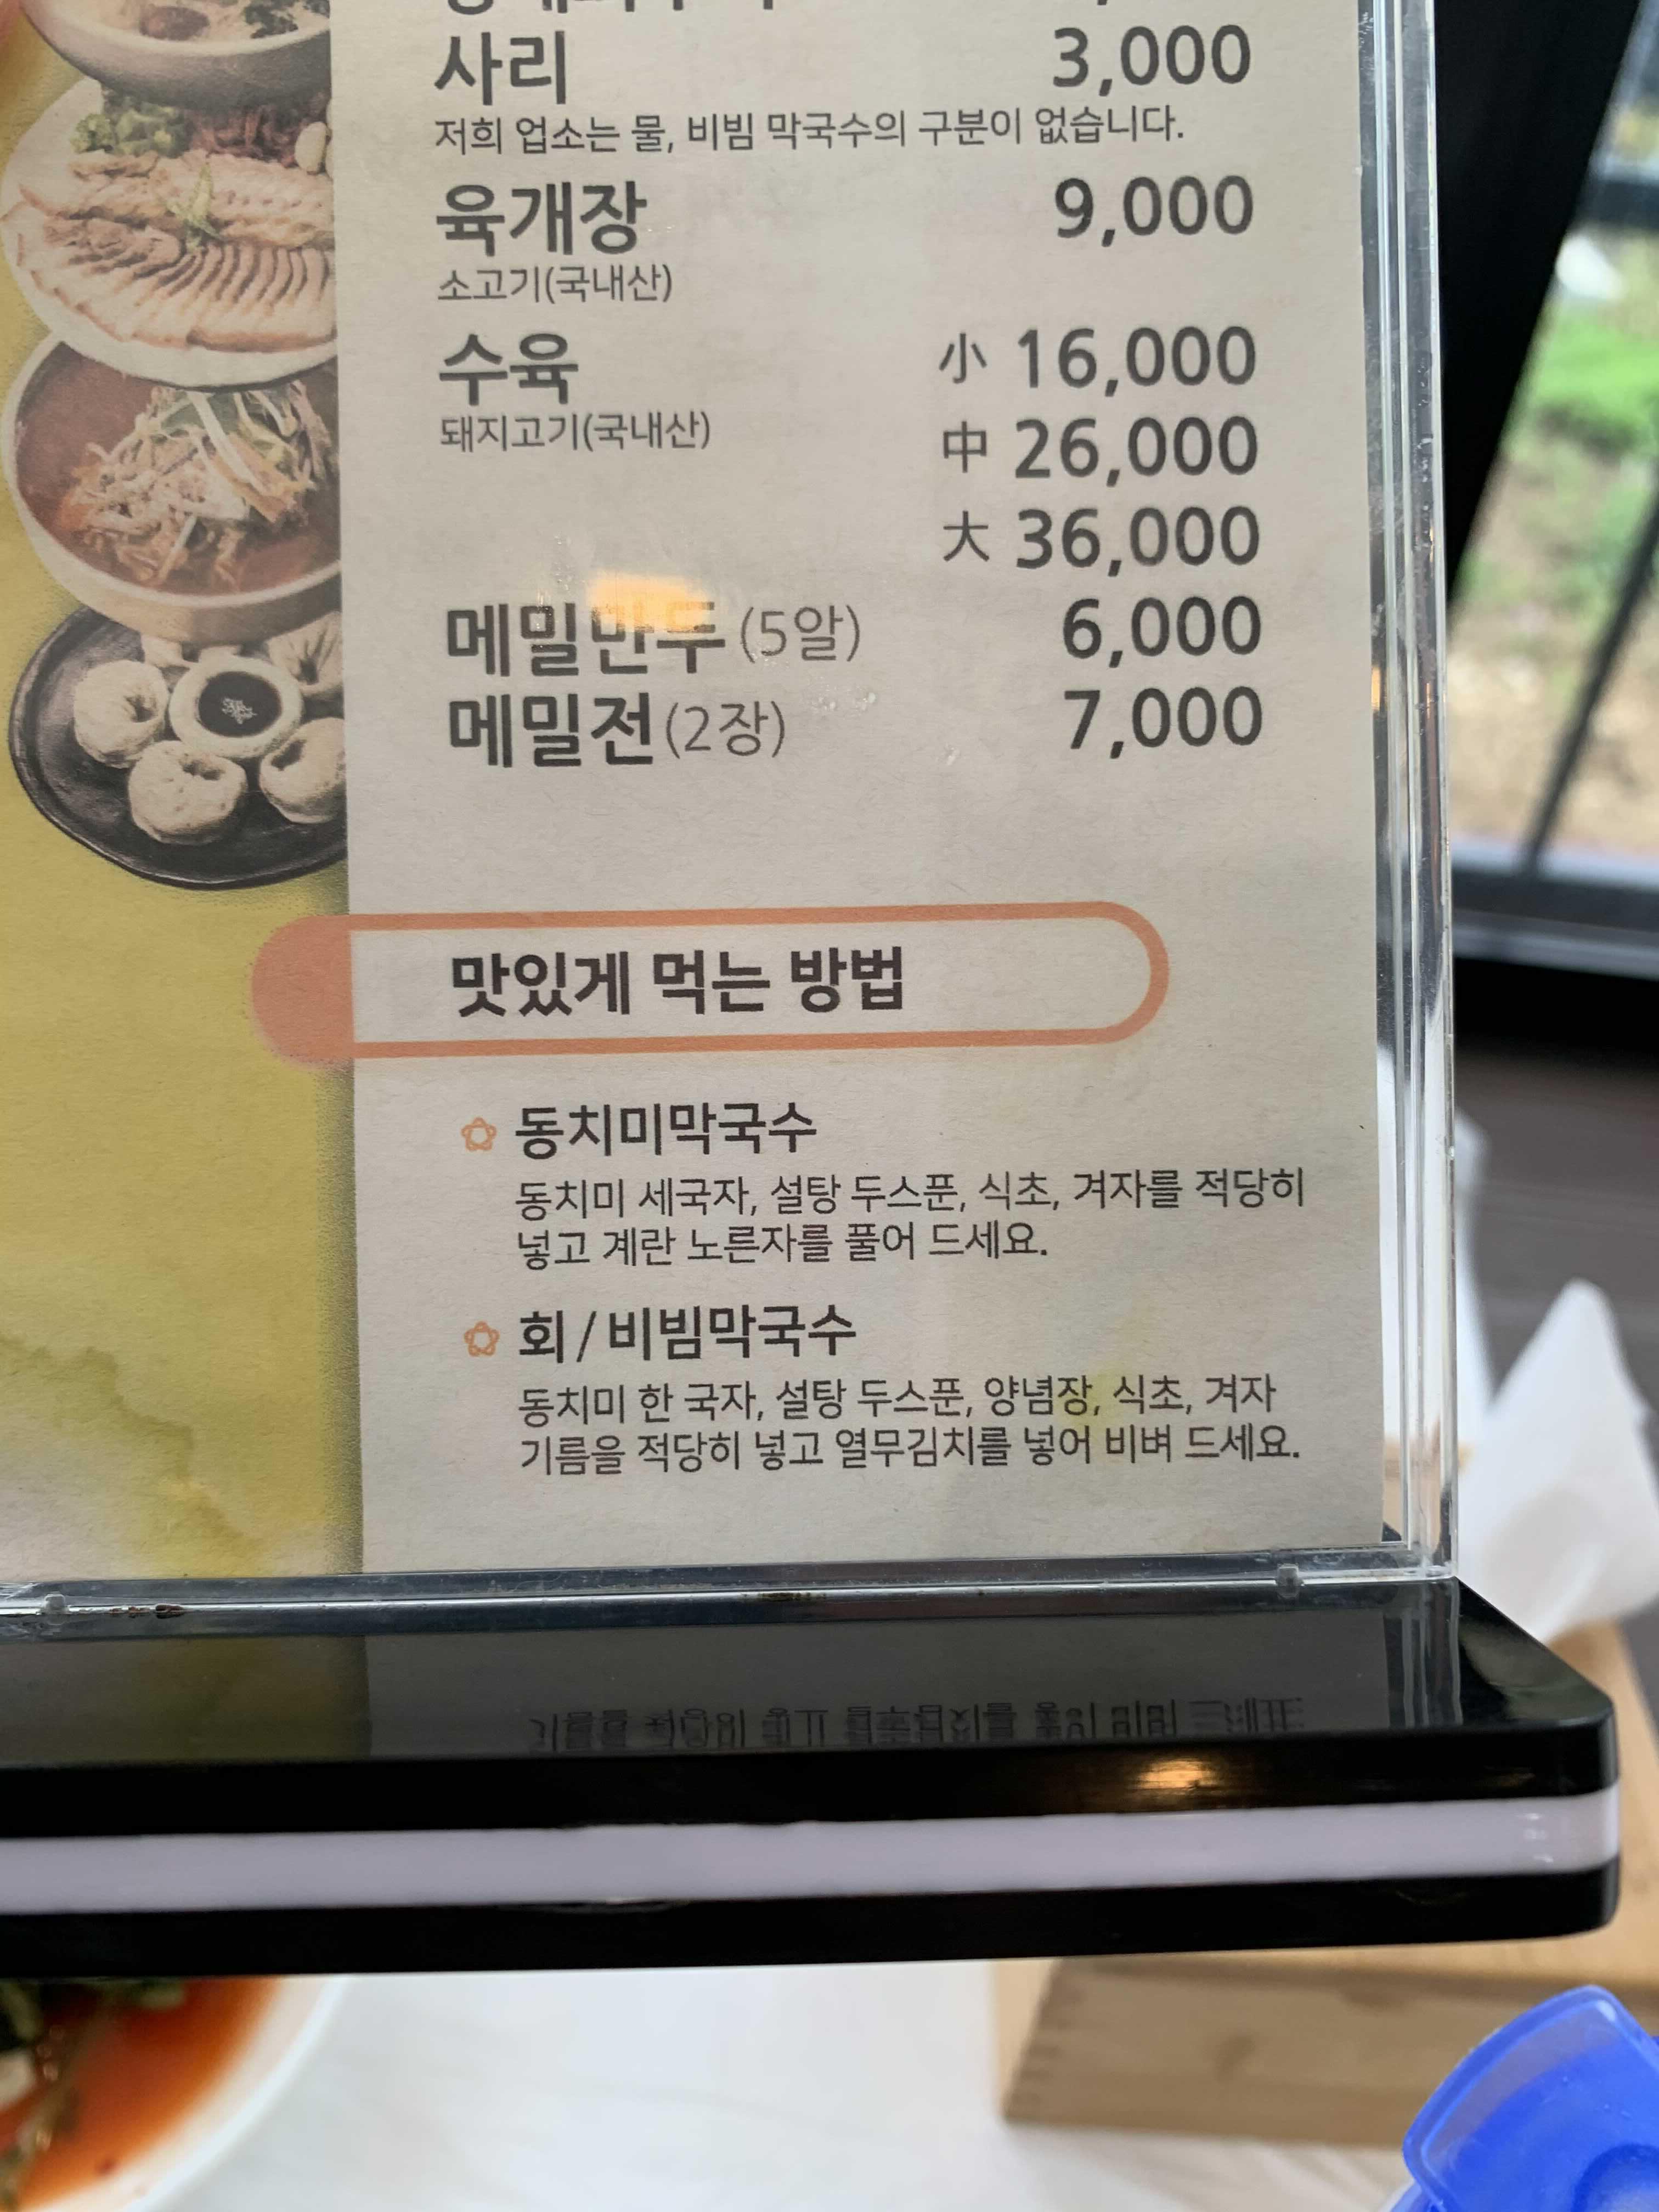 사리 3,000
저희 업소는 물, 비빔 막국수의 구분이 없습니다.
육개장 9,000
소고기(국내산)
수육 小 16,000
돼지고기(국내산) 中 26,000
大 36,000
메밀만두 (5알) 6,000
메밀전 (2장) 7,000
맛있게 먹는 방법
동치미막국수
동치미 세국자, 설탕 두스푼, 식초, 겨자를 적당히
넣고 계란 노른자를 풀어 드세요.
회/비빔막국수
동치미 한 국자, 설탕 두스푼, 양념장, 식초, 겨자
기름을 적당히 넣고 열무김치를 넣어 비벼 드세요.